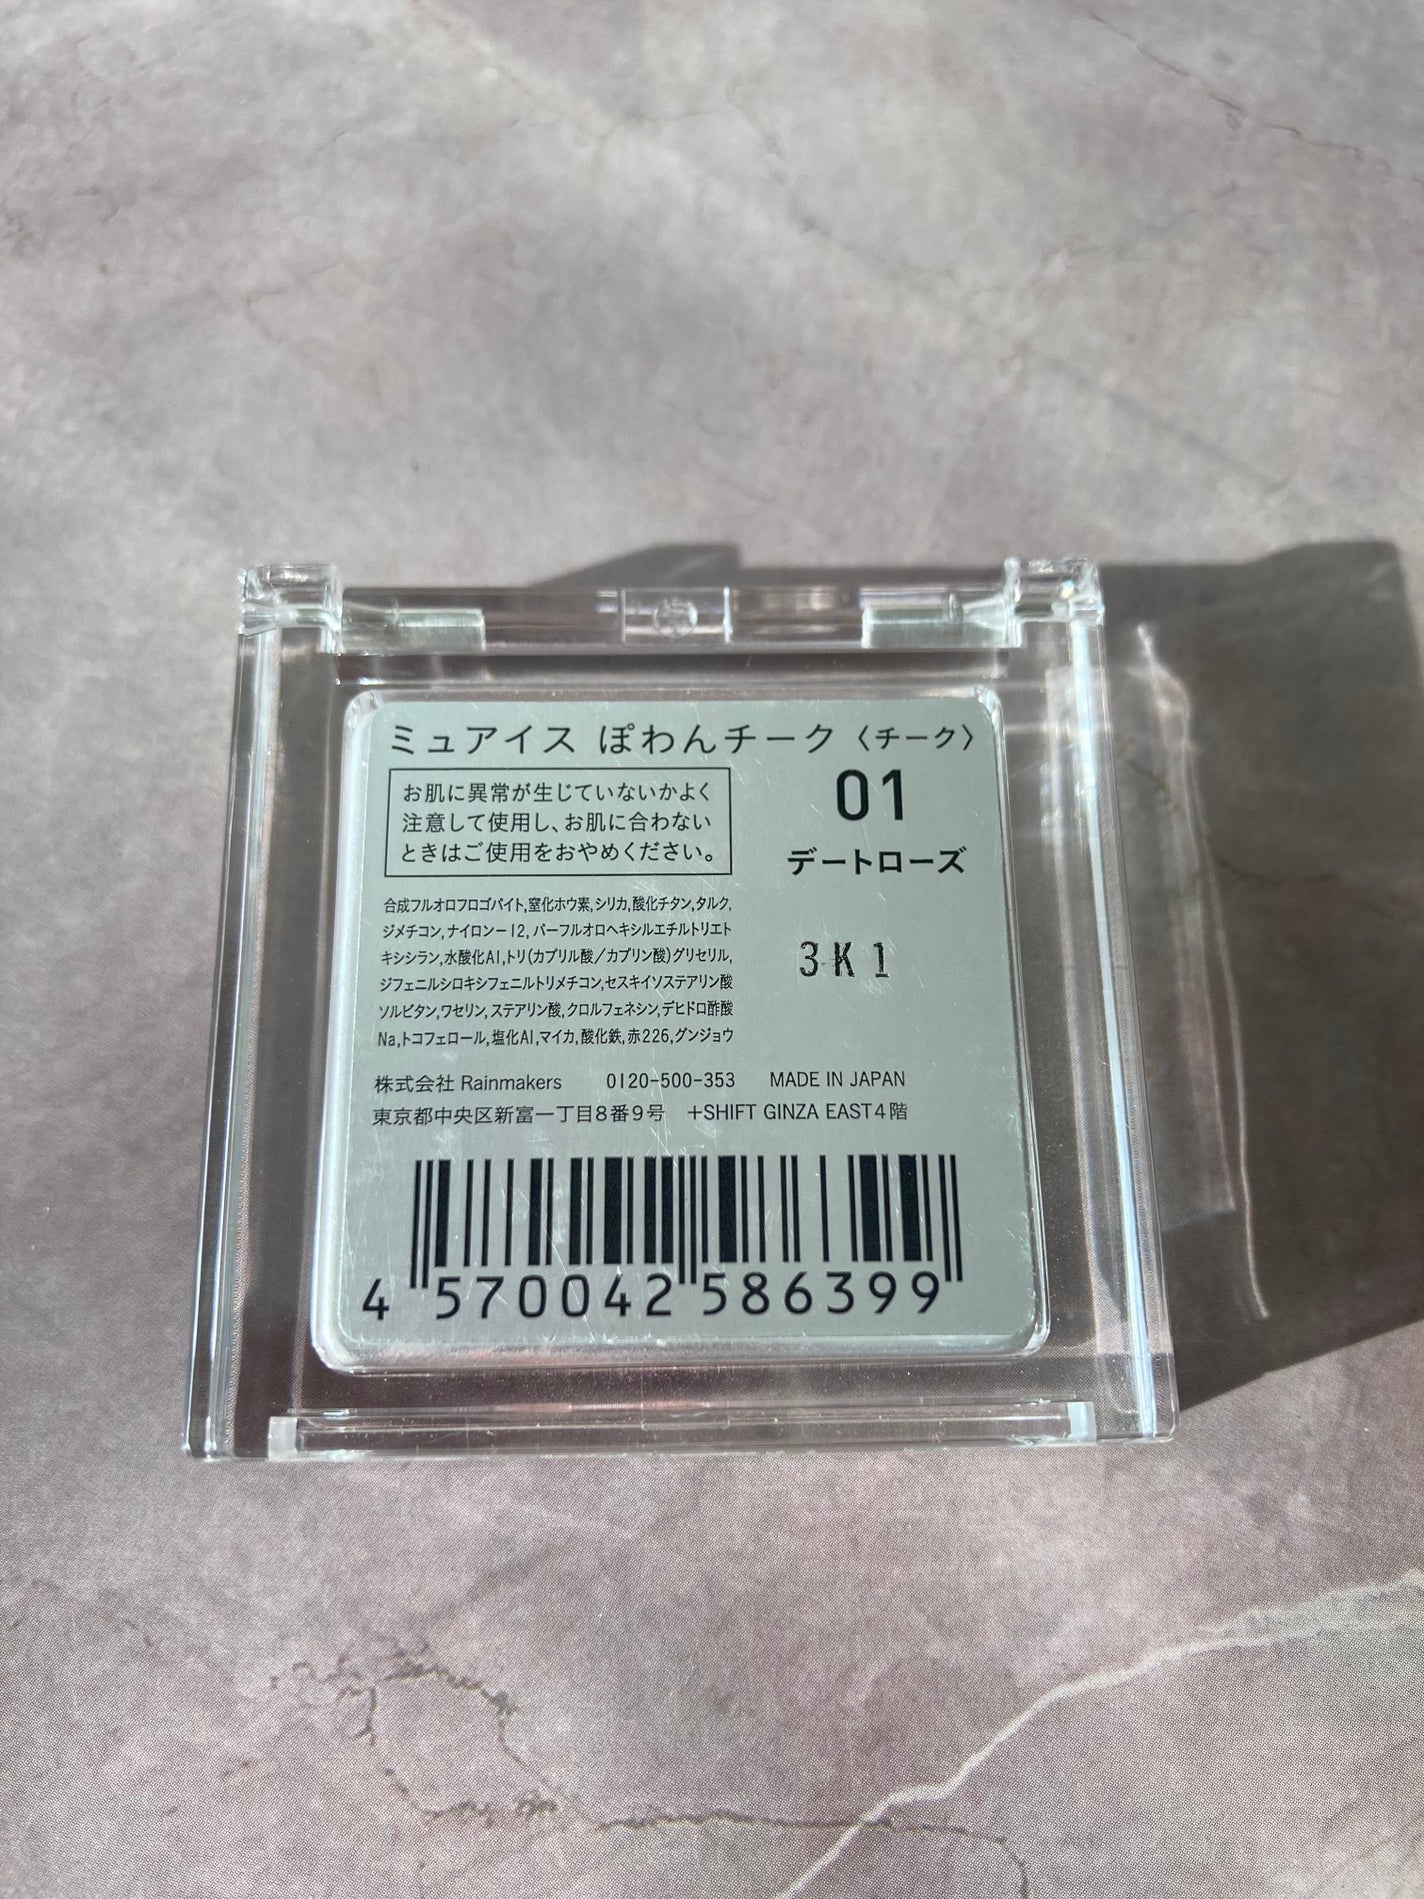 ミュアイス ぽわんチーク〈チーク〉
お肌に異常が生じていないかよく
注意して使用し、お肌に合わない
ときはご使用をおやめください。
01
デートローズ
3K1
合成フルオロフロゴパイト,窒化ホウ素,シリカ,酸化チタン,タルク,
ジメチコン,ナイロンー12,パーフルオロヘキシルエチルトリエト
キシシラン,水酸化Al,トリ(カプリル酸/カプリン酸)グリセリル,
ジフェニルシロキシフェニルトリメチコン,セスキイソステアリン酸
ソルビタン,ワセリン,ステアリン酸,クロルフェネシン,デヒドロ酢酸
Na,トコフェロール,塩化Al,マイカ,酸化鉄,赤226,グンジョウ
株式会社 Rainmakers 0120-500-353 MADE IN JAPAN
東京都中央区新富一丁目8番9号 +SHIFT GINZA EAST4階
4 570042 586399